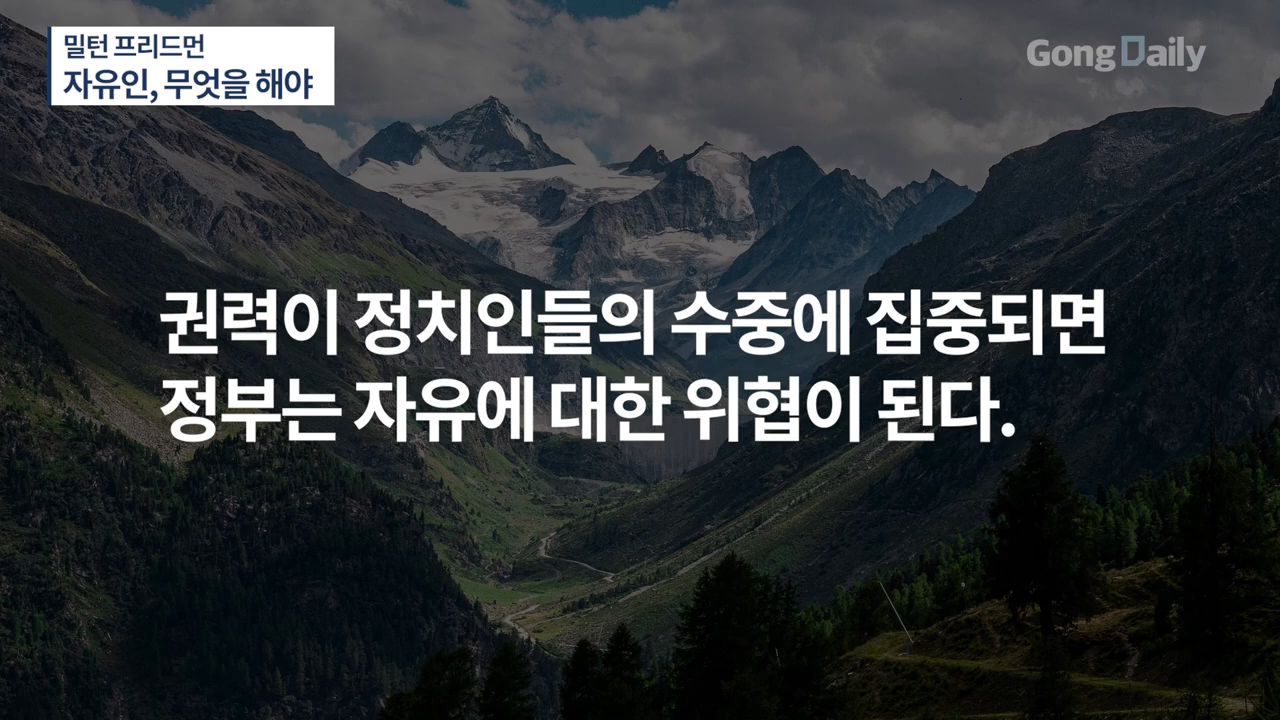 밀턴 프리드먼
자유인, 무엇을 해야
Gong Daily
권력이 정치인들의 수중에 집중되면
정부는 자유에 대한 위협이 된다.